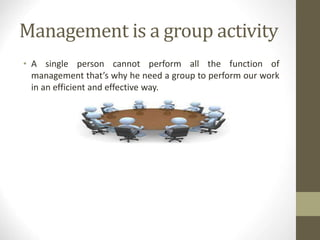 Management is a group activity
• A single person cannot perform all the function of
management that's why he need a group to perform our work
in an efficient and effective way.